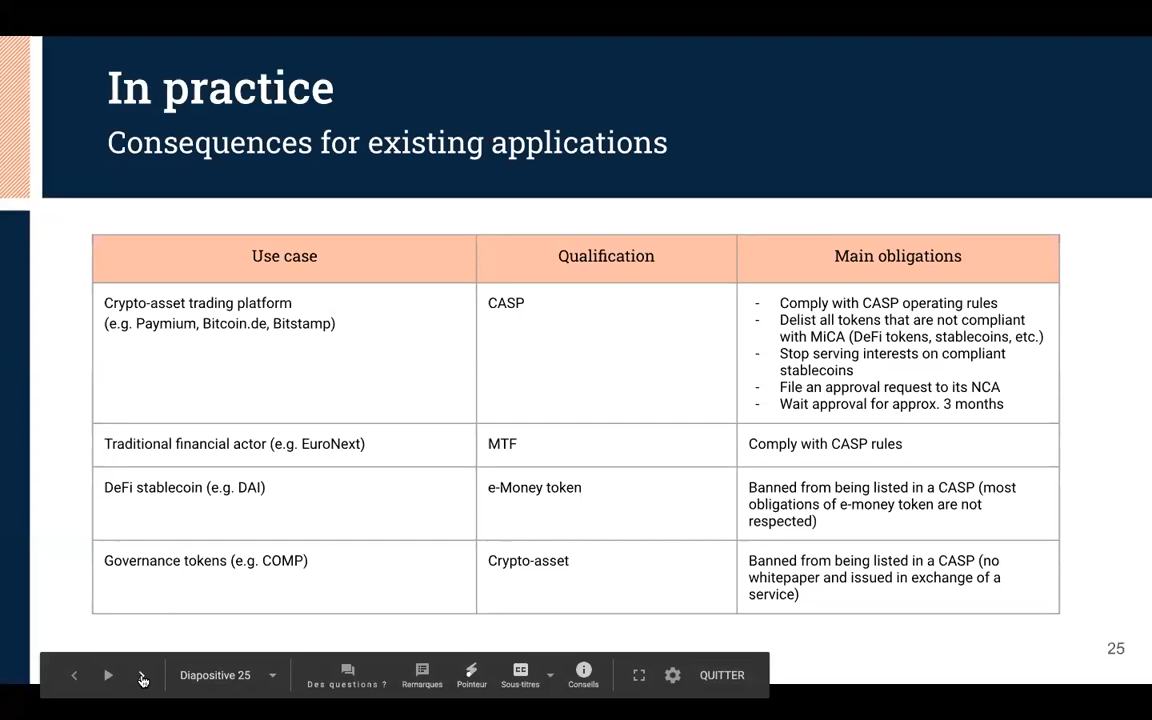 In practice
Consequences for existing applications
Use case
Qualification
Main obligations
Crypto-asset trading platform
(e.g. Paymium, Bitcoin.de, Bitstamp)
CASP
- Comply with CASP operating rules
- Delist all tokens that are not compliant
with MiCA (DeFi tokens, stablecoins, etc.)
- Stop serving interests on compliant
stablecoins
- File an approval request to its NCA
- Wait approval for approx. 3 months
Traditional financial actor (e.g. EuroNext)
MTF
Comply with CASP rules
DeFi stablecoin (e.g. DAI)
e-Money token
Banned from being listed in a CASP (most
obligations of e-money token are not
respected)
Governance tokens (e.g. COMP)
Crypto-asset
Banned from being listed in a CASP (no
whitepaper and issued in exchange of a
service)
25
Diapositive 25
Des questions ?
Remarques
Pointeur
CC
Sous-titres
Conseils
QUITTER